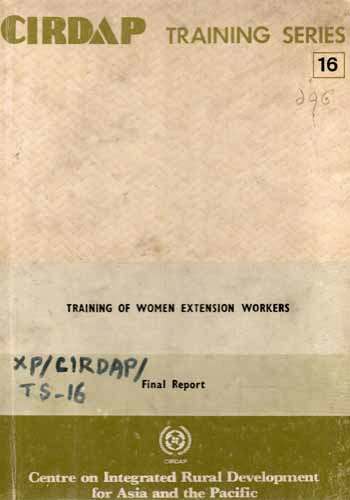 CIRDAP TRAINING SERIES
16
296
TRAINING OF WOMEN EXTENSION WORKERS
XP/CIRDAP/
TS-16
Final Report
CIRDAP
Centre on Integrated Rural Development
for Asia and the Pacific